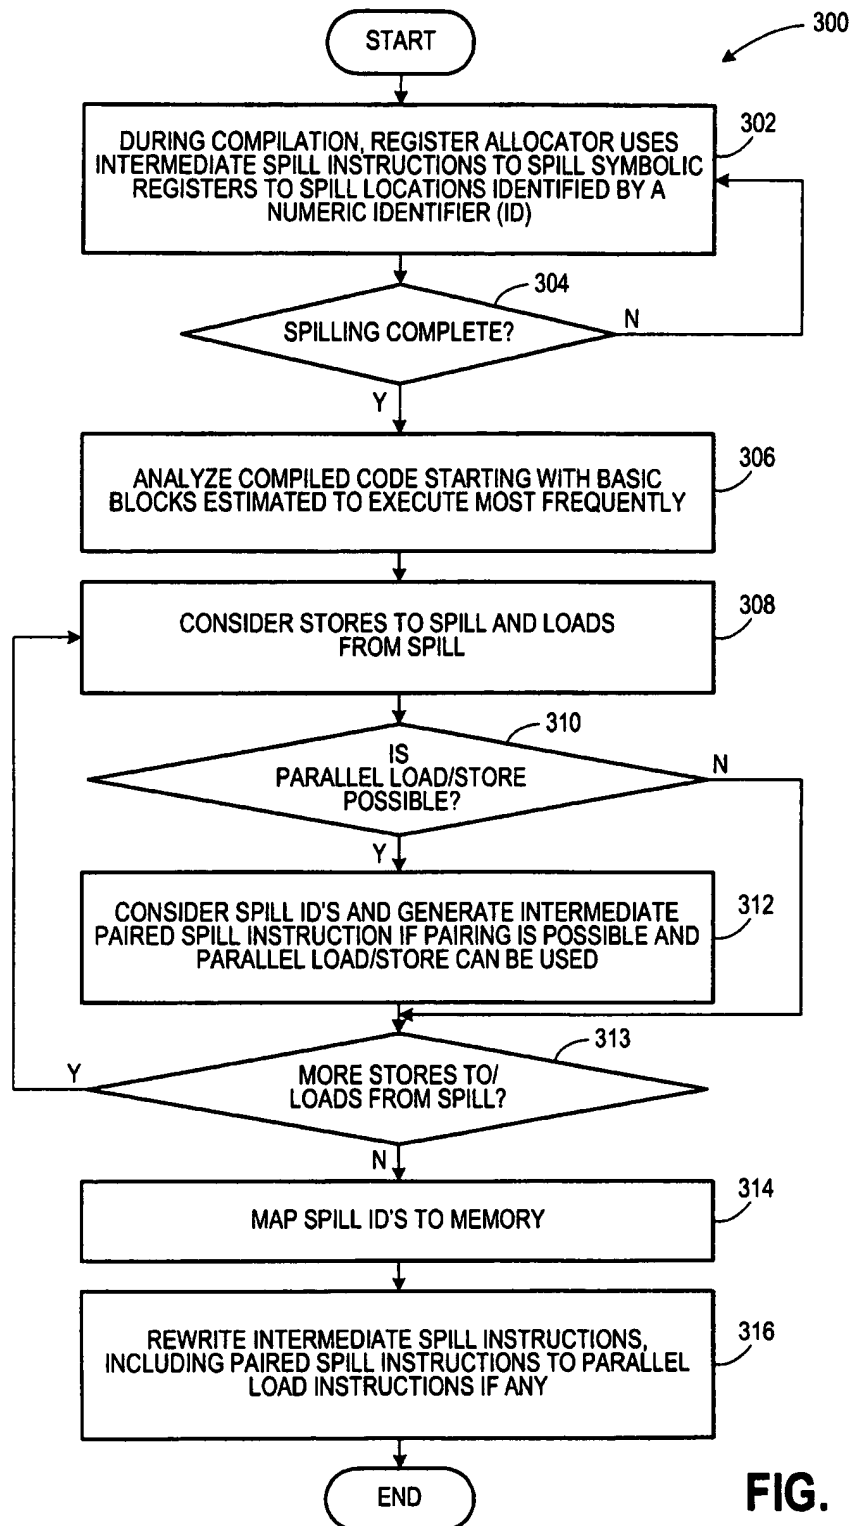 START
300
302
DURING COMPILATION, REGISTER ALLOCATOR USES
INTERMEDIATE SPILL INSTRUCTIONS TO SPILL SYMBOLIC
REGISTERS TO SPILL LOCATIONS IDENTIFIED BY A
NUMERIC IDENTIFIER (ID)
304
SPILLING COMPLETE?
N
Y
306
ANALYZE COMPILED CODE STARTING WITH BASIC
BLOCKS ESTIMATED TO EXECUTE MOST FREQUENTLY
308
CONSIDER STORES TO SPILL AND LOADS
FROM SPILL
310
IS
PARALLEL LOAD/STORE
POSSIBLE?
N
Y
312
CONSIDER SPILL ID'S AND GENERATE INTERMEDIATE
PAIRED SPILL INSTRUCTION IF PAIRING IS POSSIBLE AND
PARALLEL LOAD/STORE CAN BE USED
313
Y
MORE STORES TO/
LOADS FROM SPILL?
N
314
MAP SPILL ID'S TO MEMORY
316
REWRITE INTERMEDIATE SPILL INSTRUCTIONS,
INCLUDING PAIRED SPILL INSTRUCTIONS TO PARALLEL
LOAD INSTRUCTIONS IF ANY
END
FIG.